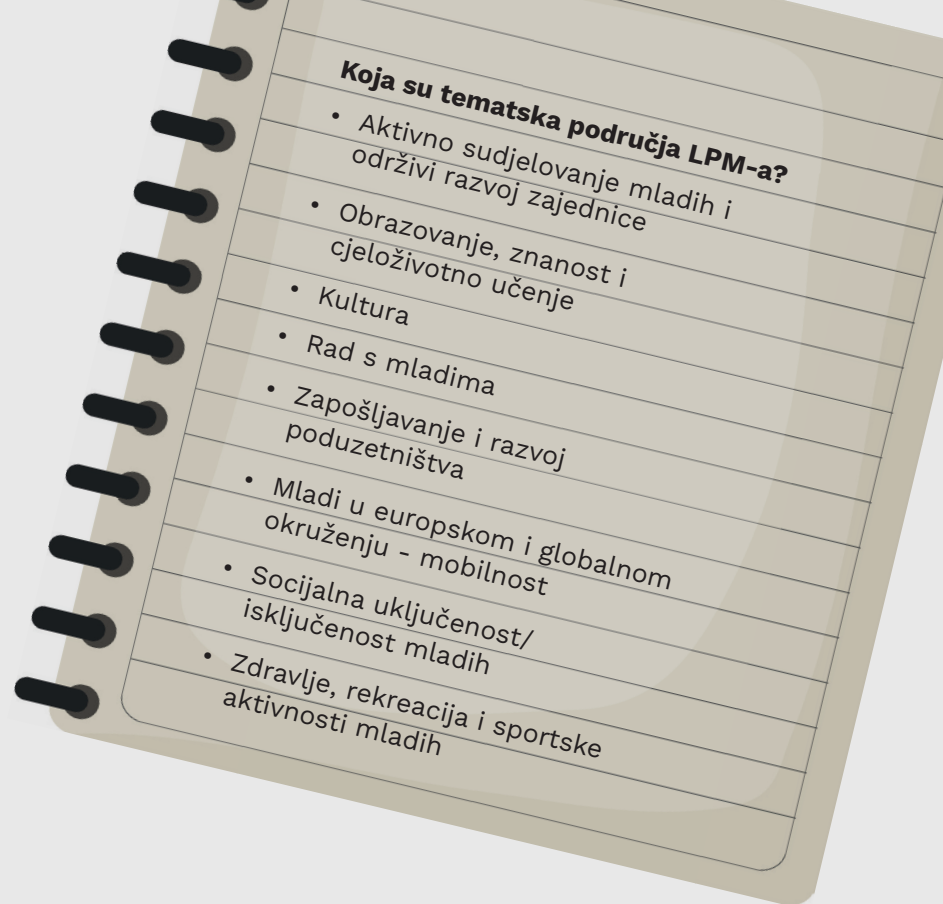 Koja su tematska područja LPM-a?
• Aktivno sudjelovanje mladih i
održivi razvoj zajednice
• Obrazovanje, znanost i
cjeloživotno učenje
• Kultura
• Rad s mladima
• Zapošljavanje i razvoj
poduzetništva
• Mladi u europskom i globalnom
okruženju - mobilnost
• Socijalna uključenost/
isključenost mladih
• Zdravlje, rekreacija i sportske
aktivnosti mladih